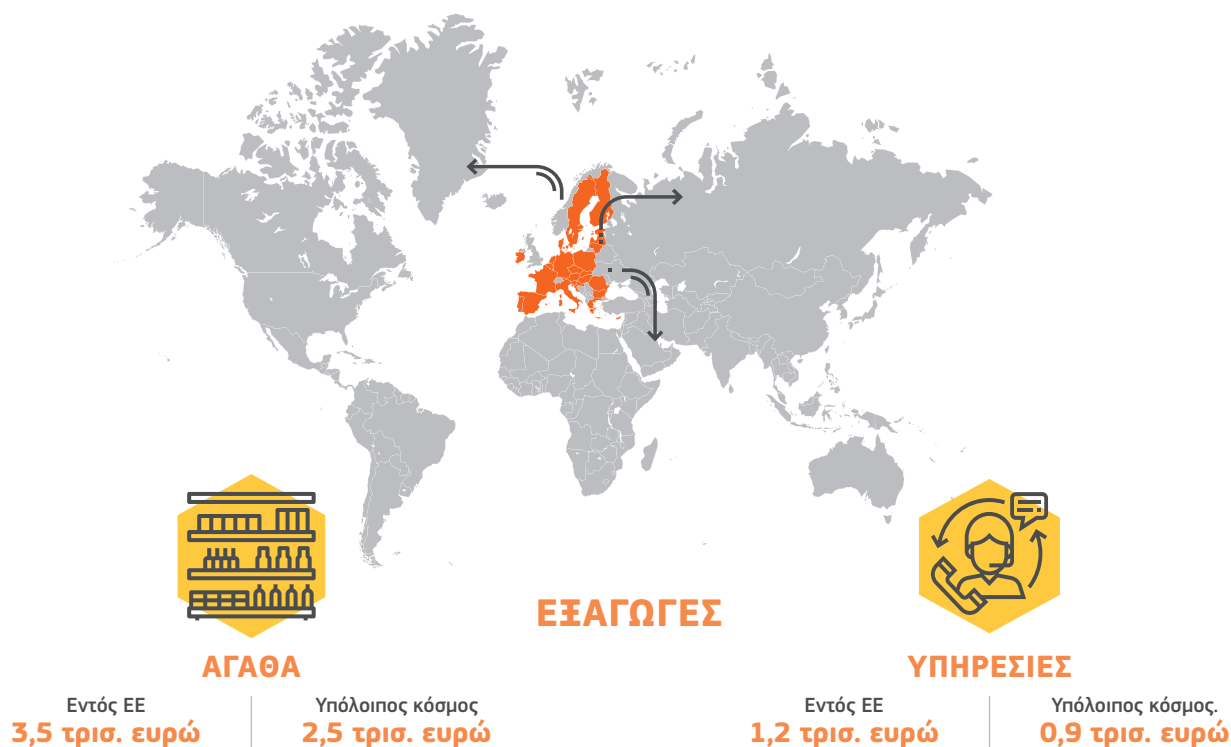 ΕΞΑΓΩΓΕΣ
ΑΓΑΘΑ
Εντός ΕΕ
3,5 τρισ. ευρώ
Υπόλοιπος κόσμος
2,5 τρισ. ευρώ
ΥΠΗΡΕΣΙΕΣ
Εντός ΕΕ
1,2 τρισ. ευρώ
Υπόλοιπος κόσμος.
0,9 τρισ. ευρώ